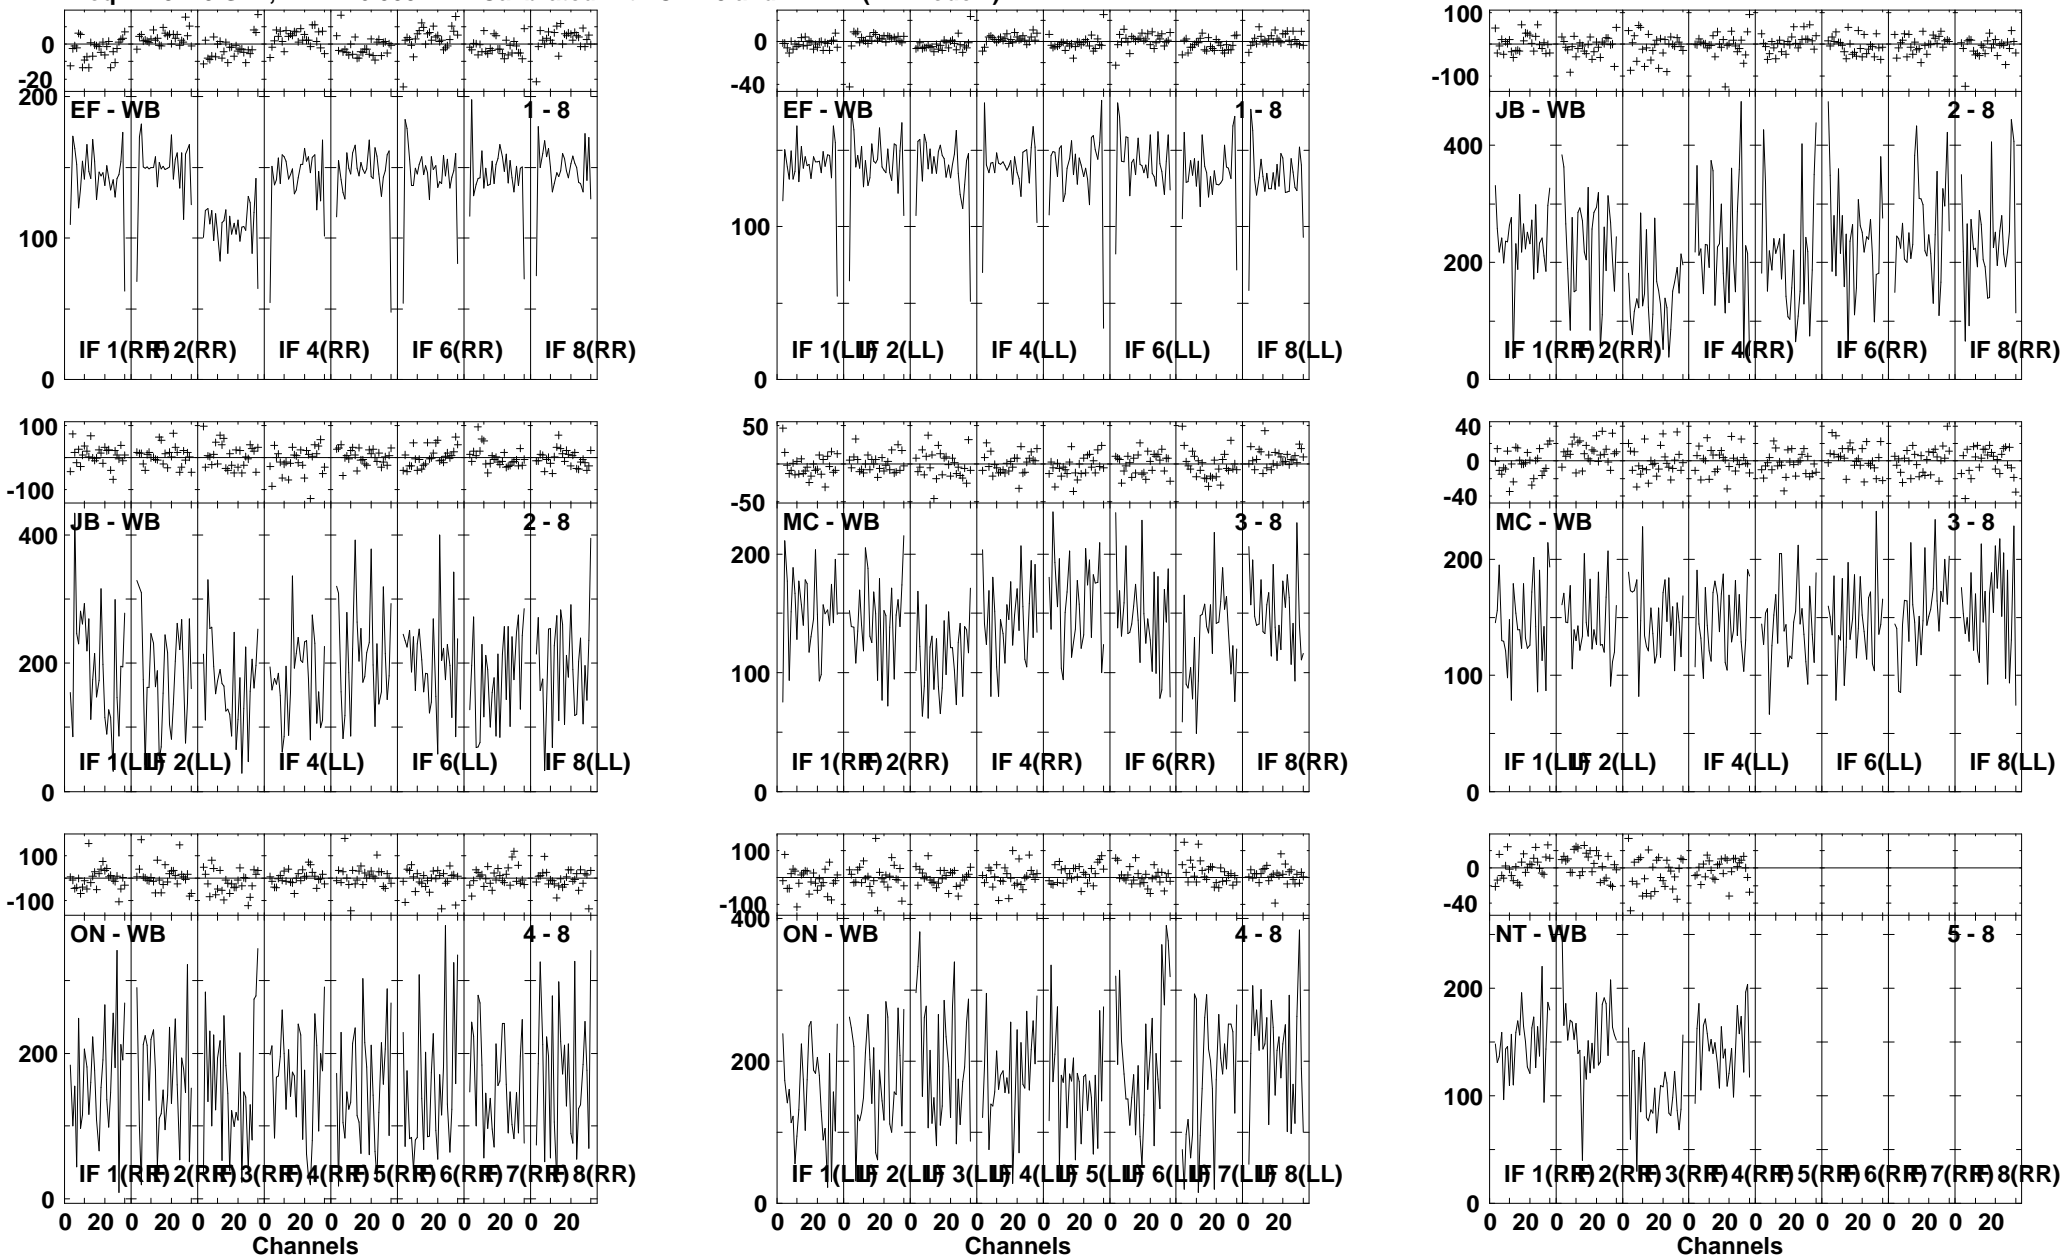 0
-20
200
100
0
EF - WB
1 - 8
IF 1(RR)
IF 2(RR)
IF 4(RR)
IF 6(RR)
IF 8(RR)
0
-40
100
0
EF - WB
1 - 8
IF 1(LL)
IF 2(LL)
IF 4(LL)
IF 6(LL)
IF 8(LL)
100
0
-100
400
200
0
JB - WB
2 - 8
IF 1(RR)
IF 2(RR)
IF 4(RR)
IF 6(RR)
IF 8(RR)
100
0
-100
400
200
0
JB - WB
2 - 8
IF 1(LL)
IF 2(LL)
IF 4(LL)
IF 6(LL)
IF 8(LL)
50
0
-50
200
100
0
MC - WB
3 - 8
IF 1(RR)
IF 2(RR)
IF 4(RR)
IF 6(RR)
IF 8(RR)
40
0
-40
200
100
0
MC - WB
3 - 8
IF 1(LL)
IF 2(LL)
IF 4(LL)
IF 6(LL)
IF 8(LL)
100
0
-100
200
0
ON - WB
4 - 8
IF 1(RR)
IF 2(RR)
IF 3(RR)
IF 4(RR)
IF 5(RR)
IF 6(RR)
IF 7(RR)
IF 8(RR)
0 20 0 20 0 20 0 20 0 20 0 20 0 20 0 20
Channels
100
0
-100
400
200
0
ON - WB
4 - 8
IF 1(LL)
IF 2(LL)
IF 3(LL)
IF 4(LL)
IF 5(LL)
IF 6(LL)
IF 7(LL)
IF 8(LL)
0 20 0 20 0 20 0 20 0 20 0 20 0 20 0 20
Channels
0
-40
200
100
0
NT - WB
5 - 8
IF 1(RR)
IF 2(RR)
IF 3(RR)
IF 4(RR)
IF 5(RR)
IF 6(RR)
IF 7(RR)
IF 8(RR)
0 20 0 20 0 20 0 20 0 20 0 20 0 20 0 20
Channels